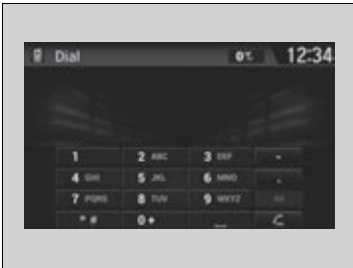 Dial 0℃ 12:34
1 2 ABC 3 DEF -
4 GHI 5 JKL 6 MNO .
7 PQRS 8 TUV 9 WXYZ
* # 0+